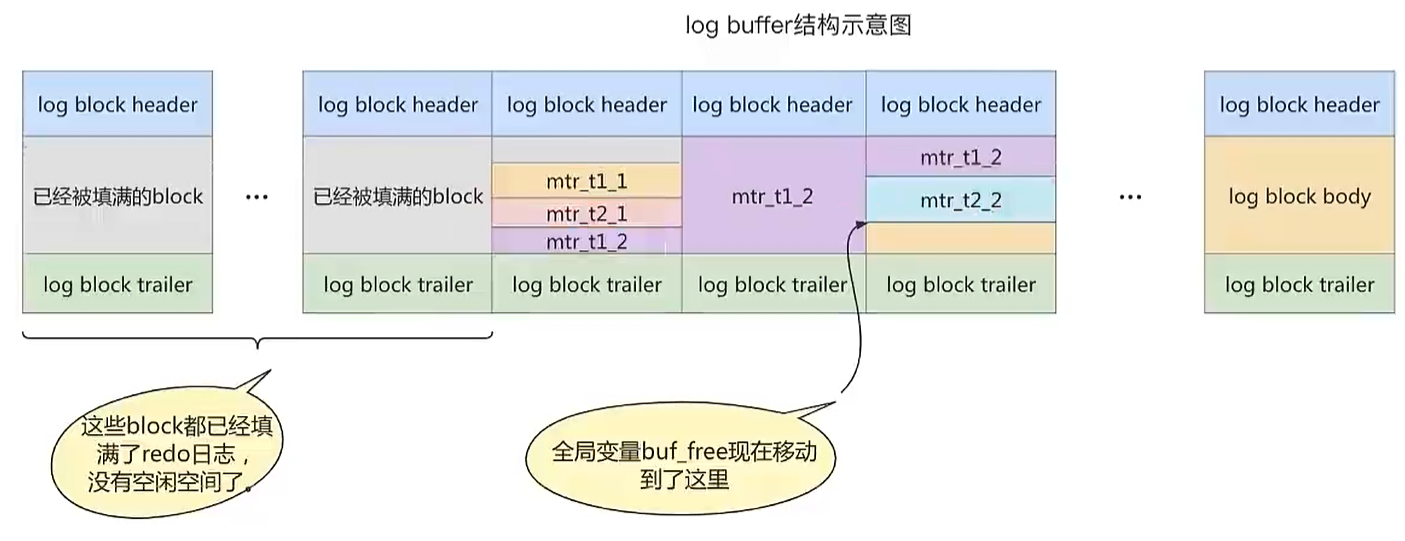 log buffer结构示意图
log block header
log block header
log block header
log block header
log block header
log block header
已经被填满的block
...
已经被填满的block
mtr_t1_1
mtr_t2_1
mtr_t1_2
mtr_t1_2
mtr_t1_2
mtr_t2_2
...
log block body
log block trailer
log block trailer
log block trailer
log block trailer
log block trailer
log block trailer
这些block都已经填
满了redo日志，
没有空闲空间了。
全局变量buf_free现在移动
到了这里